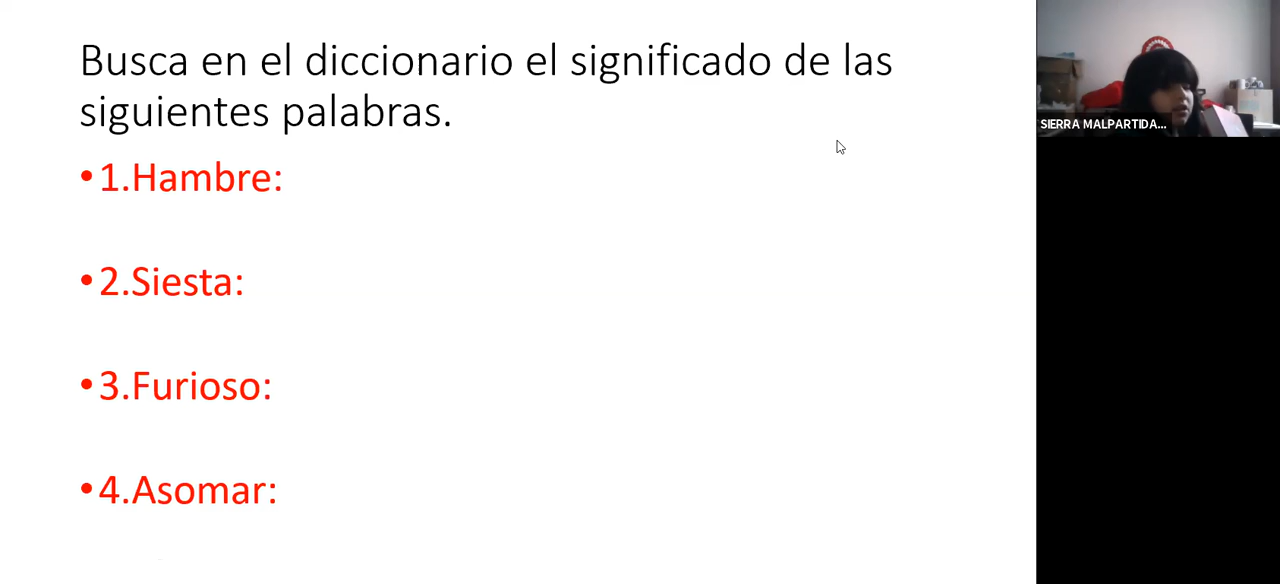 Busca en el diccionario el significado de las
siguientes palabras.
•1.Hambre:
•2.Siesta:
•3.Furioso:
•4.Asomar:
SIERRA MALPARTIDA...